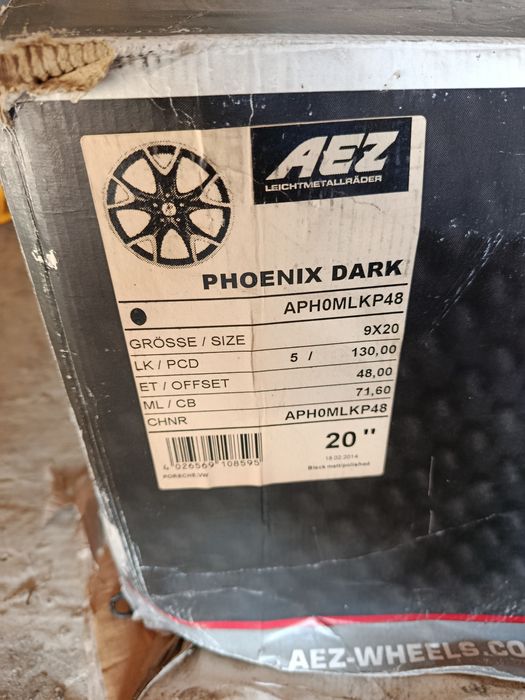 AEZ
LEICHTMETALLRÄDER
PHOENIX DARK
APH0MLKP48
GRÖSSE / SIZE 9X20
LK / PCD 5 / 130,00
ET / OFFSET 48,00
ML / CB 71,60
CHNR APH0MLKP48
20 "
4 026569 108595
18.02.2014
PORSCHE/VW
Black matt/polished
AEZ-WHEELS.CO